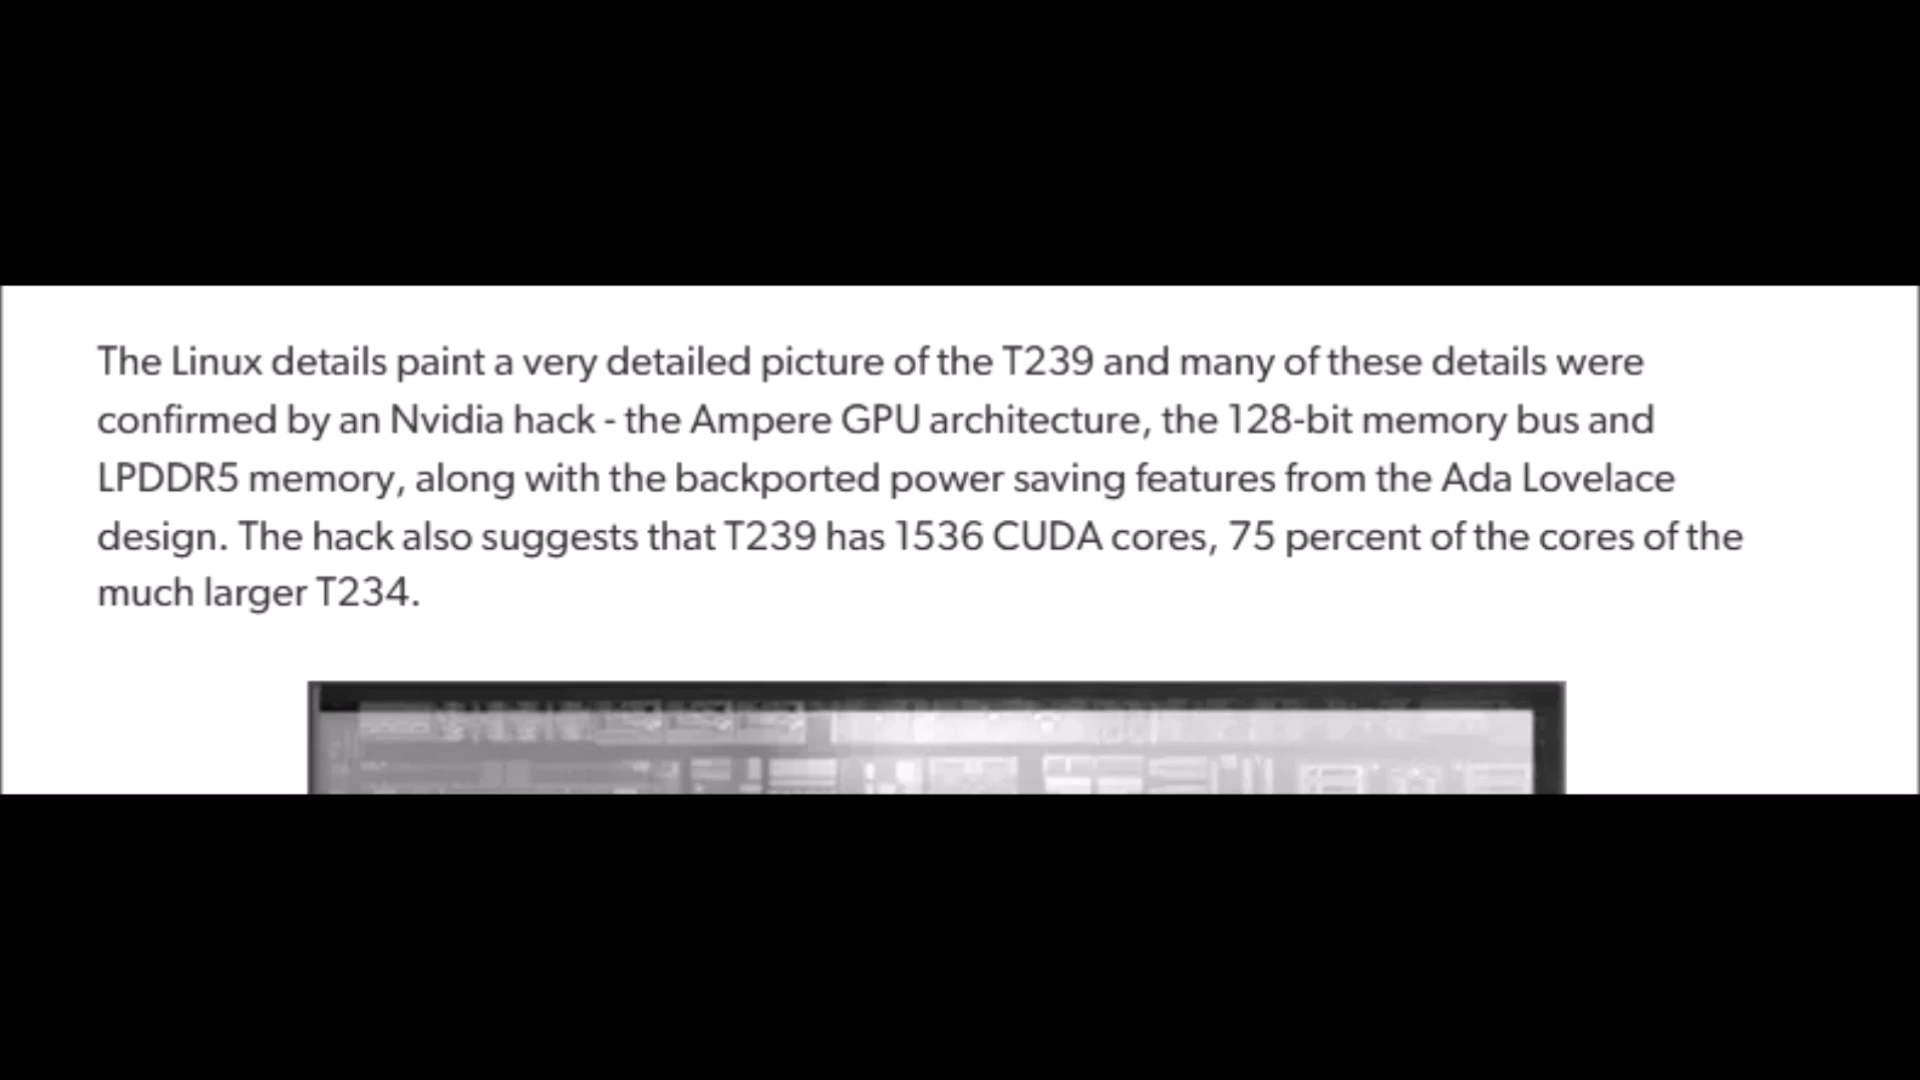 The Linux details paint a very detailed picture of the T239 and many of these details were
confirmed by an Nvidia hack - the Ampere GPU architecture, the 128-bit memory bus and
LPDDR5 memory, along with the backported power saving features from the Ada Lovelace
design. The hack also suggests that T239 has 1536 CUDA cores, 75 percent of the cores of the
much larger T234.